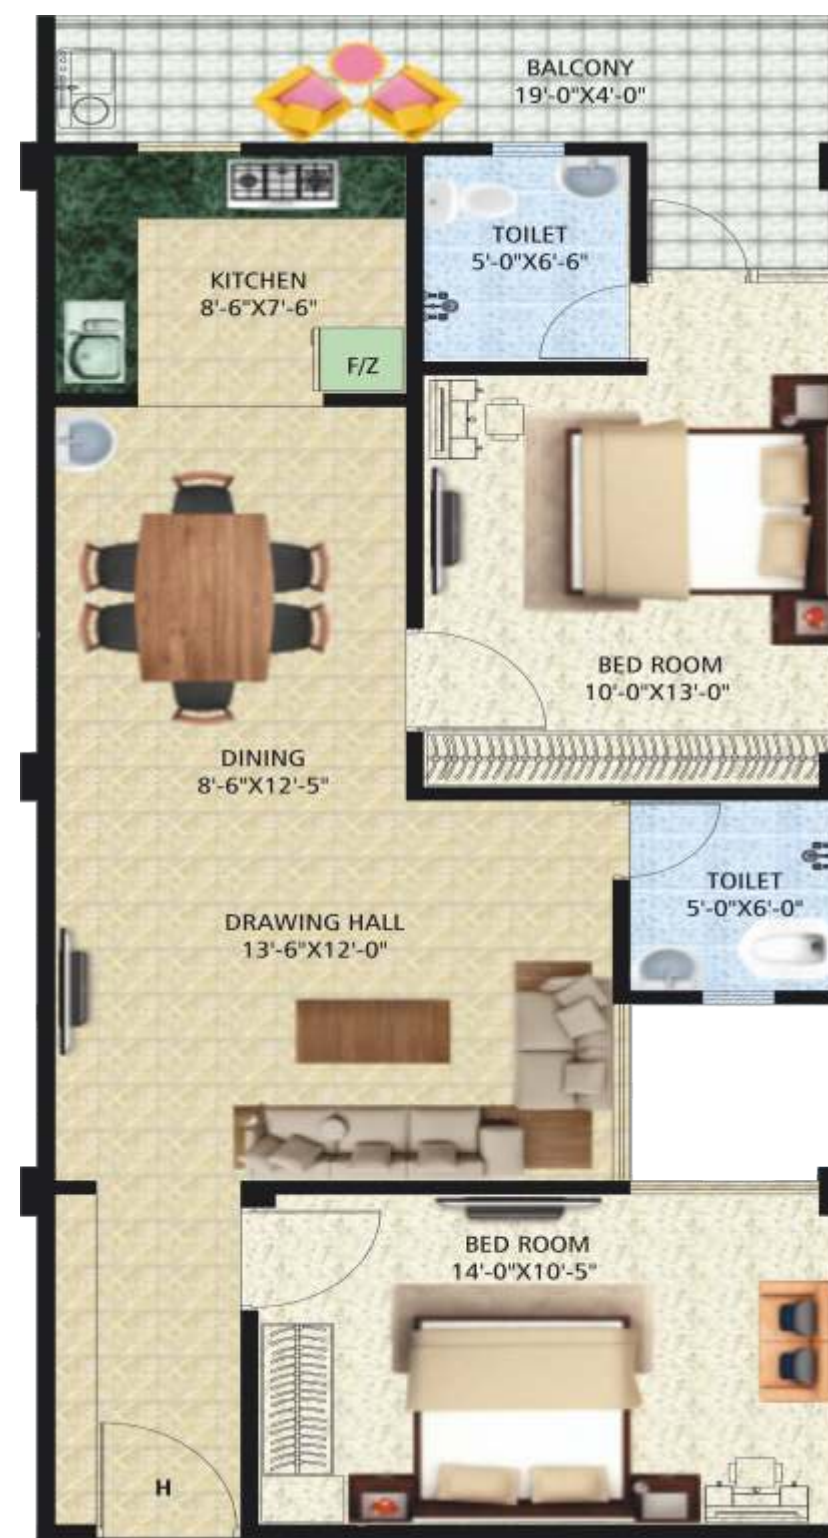 BALCONY
19'-0"X4'-0"
TOILET
5'-0"X6'-6"
KITCHEN
8'-6"X7'-6"
F/Z
BED ROOM
10'-0"X13'-0"
DINING
8'-6"X12'-5"
TOILET
5'-0"X6'-0"
DRAWING HALL
13'-6"X12'-0"
BED ROOM
14'-0"X10'-5"
H